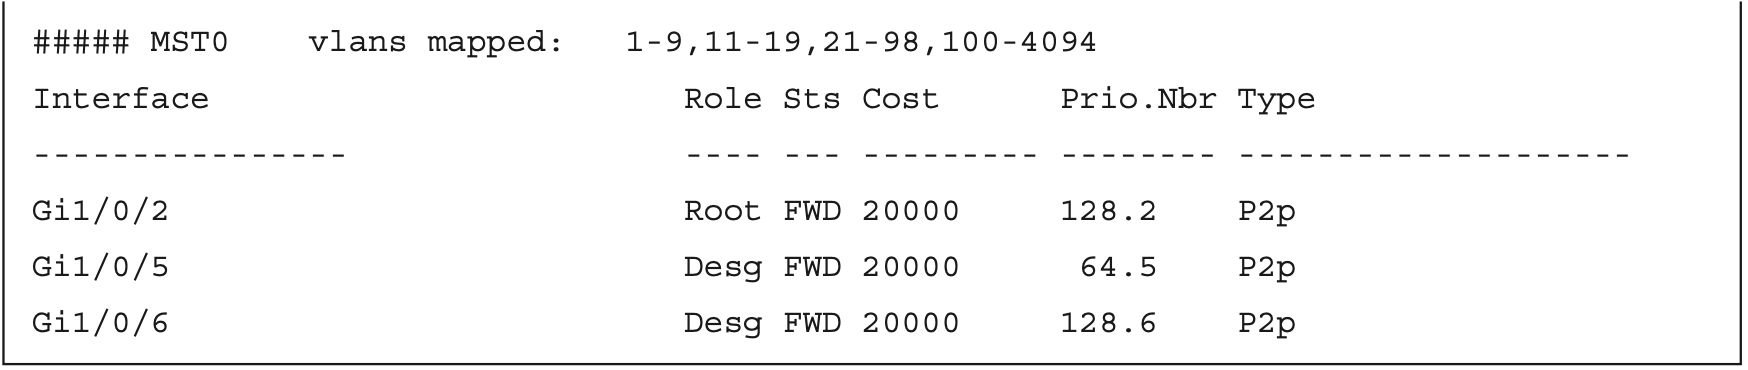 ##### MST0    vlans mapped:   1-9,11-19,21-98,100-4094
Interface                        Role Sts Cost      Prio.Nbr Type
----------------                 ---- --- --------- -------- --------------------
Gi1/0/2                          Root FWD 20000     128.2    P2p
Gi1/0/5                          Desg FWD 20000      64.5    P2p
Gi1/0/6                          Desg FWD 20000     128.6    P2p